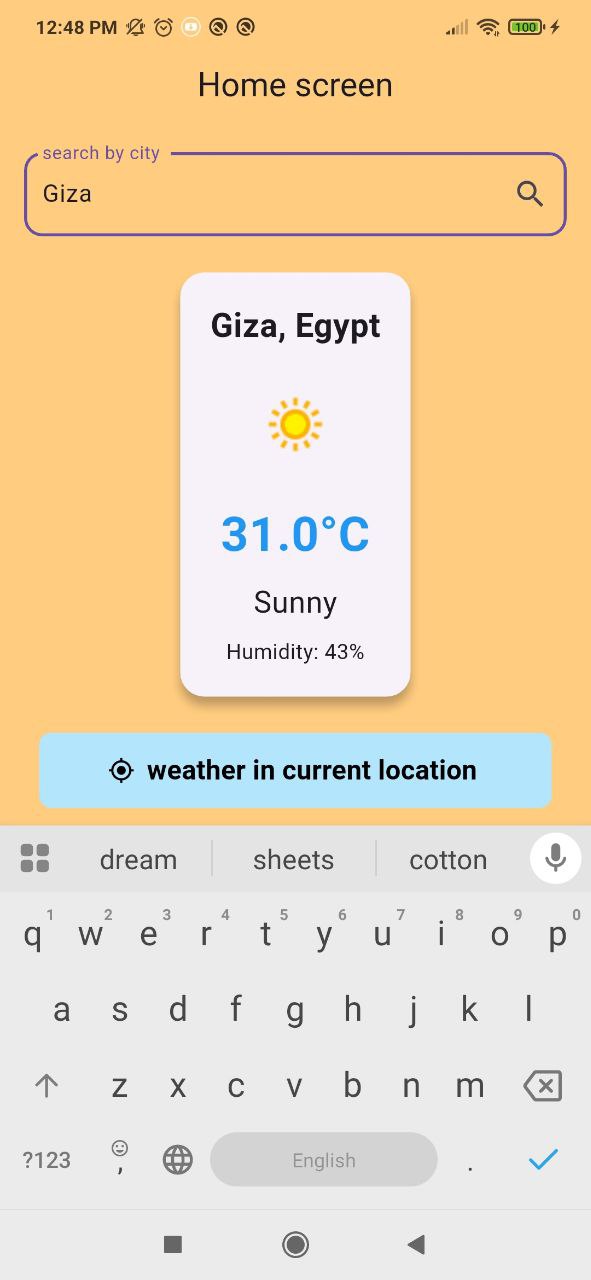 12:48 PM 100
Home screen
search by city
Giza
Giza, Egypt
31.0°C
Sunny
Humidity: 43%
weather in current location
dream sheets cotton
1 2 3 4 5 6 7 8 9 0
q w e r t y u i o p
a s d f g h j k l
z x c v b n m
?123 , English .